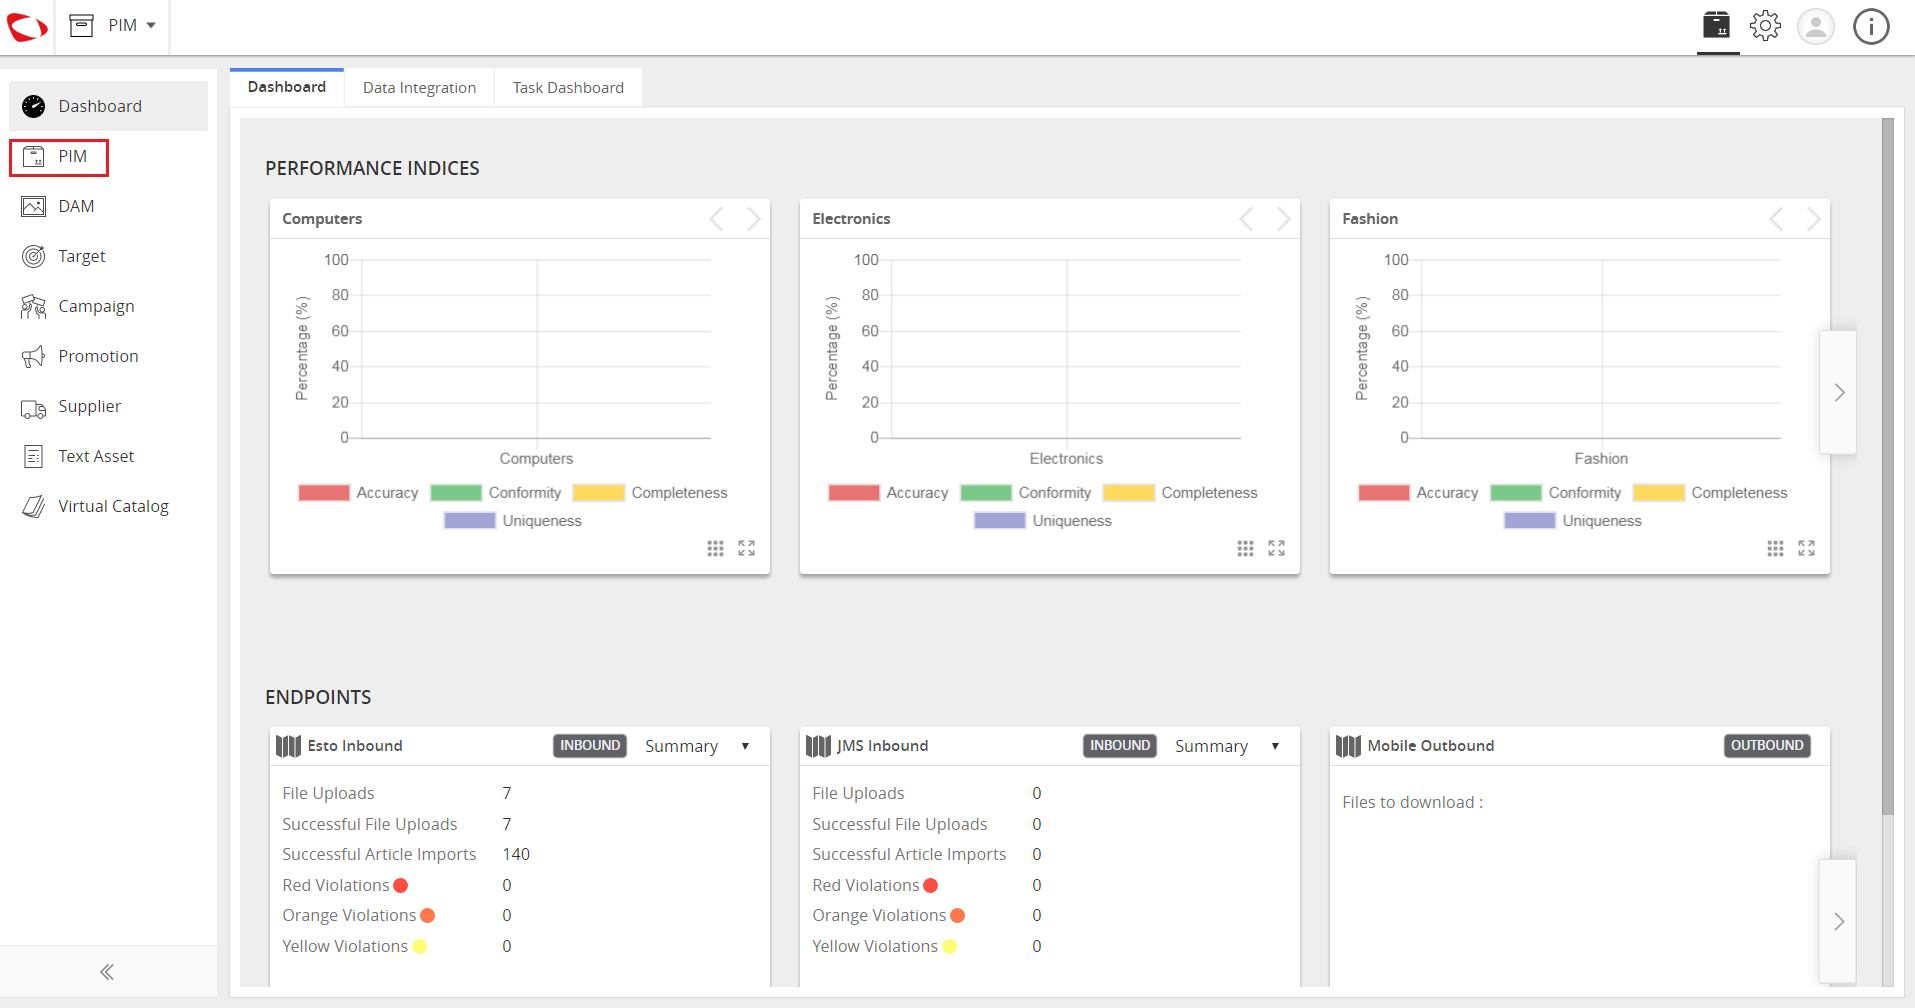 PIM
Dashboard
PIM
DAM
Target
Campaign
Promotion
Supplier
Text Asset
Virtual Catalog
Dashboard Data Integration Task Dashboard
PERFORMANCE INDICES
Computers
100
80
60
40
20
0
Percentage (%)
Computers
Accuracy Conformity Completeness
Uniqueness
Electronics
100
80
60
40
20
0
Percentage (%)
Electronics
Accuracy Conformity Completeness
Uniqueness
Fashion
100
80
60
40
20
0
Percentage (%)
Fashion
Accuracy Conformity Completeness
Uniqueness
ENDPOINTS
Esto Inbound INBOUND Summary
File Uploads 7
Successful File Uploads 7
Successful Article Imports 140
Red Violations 0
Orange Violations 0
Yellow Violations 0
JMS Inbound INBOUND Summary
File Uploads 0
Successful File Uploads 0
Successful Article Imports 0
Red Violations 0
Orange Violations 0
Yellow Violations 0
Mobile Outbound OUTBOUND
Files to download :